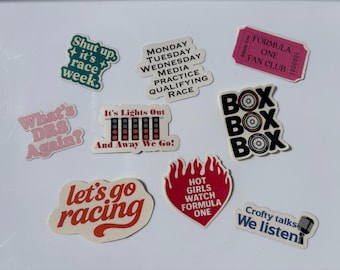 Shut up,
it's
race
week.
Monday
Tuesday
Wednesday
Media
practice
qualifying
Race
FORMULA
ONE
FAN CLUB
What's
DRS
Again?
It's Lights Out
And Away We Go!
BOX
BOX
BOX
let's go
racing
HOT
GIRLS
WATCH
FORMULA
ONE
Crofty talks
We listen!